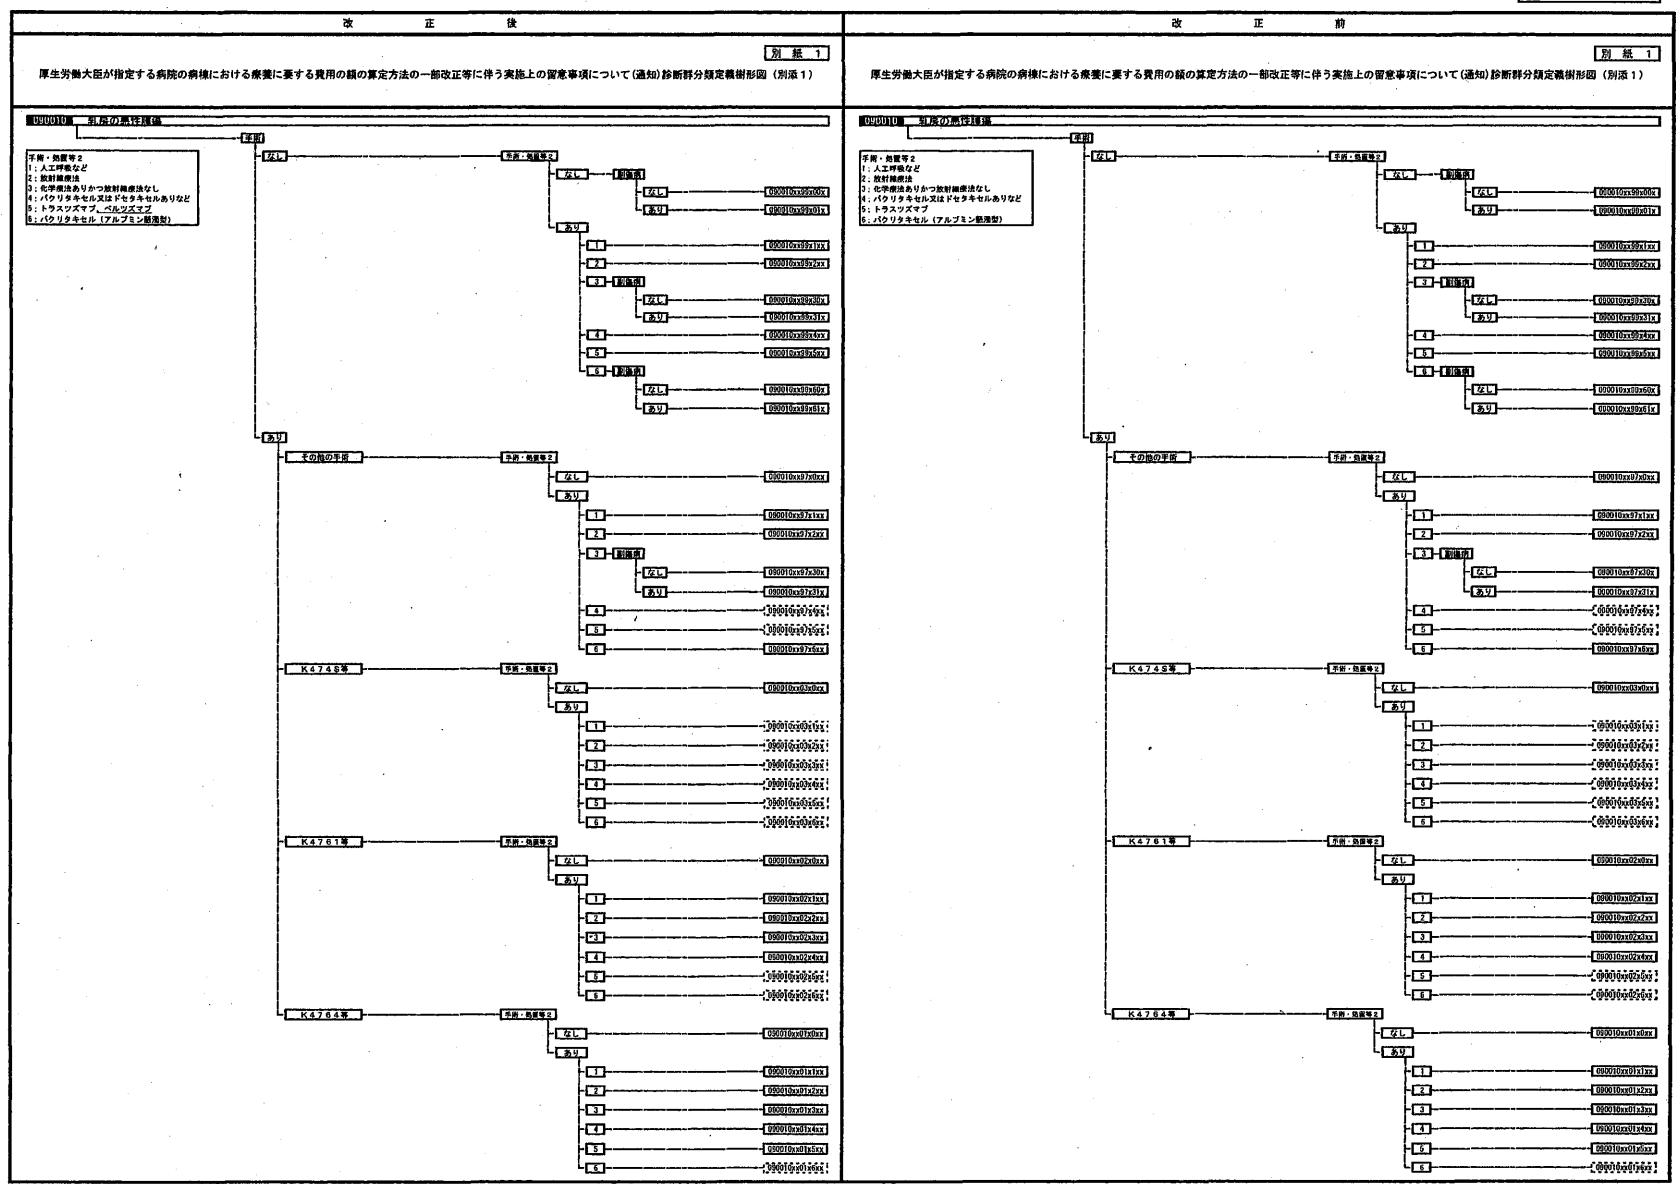 改正後
別紙 1
厚生労働大臣が指定する病院の病棟における療養に要する費用の額の算定方法の一部改正等に伴う実施上の留意事項について(通知)診断群分類定義樹形図(別添1)
090010 乳房の悪性腫瘍
手術
手術・処置等2
1;人工呼吸など
2;放射線療法
3;化学療法ありかつ放射線療法なし
4;パクリタキセル又はドセタキセルありなど
5;トラスツズマブ、ペルツズマブ
6;パクリタキセル(アルブミン懸濁型)
なし 手術・処置等2
なし 副傷病
なし 090010xx99x00x
あり 090010xx99x01x
あり
1 090010xx99x1xx
2 090010xx99x2xx
3 副傷病
なし 090010xx99x30x
あり 090010xx99x31x
4 090010xx99x4xx
5 090010xx99x5xx
6 副傷病
なし 090010xx99x60x
あり 090010xx99x61x
あり
その他の手術 手術・処置等2
なし 090010xx97x0xx
あり
1 090010xx97x1xx
2 090010xx97x2xx
3 副傷病
なし 090010xx97x30x
あり 090010xx97x31x
4 090010xx97x4xx
5 090010xx97x5xx
6 090010xx97x6xx
K4745等 手術・処置等2
なし 090010xx03x0xx
あり
1 090010xx03x1xx
2 090010xx03x2xx
3 090010xx03x3xx
4 090010xx03x4xx
5 090010xx03x5xx
6 090010xx03x6xx
K4761等 手術・処置等2
なし 090010xx02x0xx
あり
1 090010xx02x1xx
2 090010xx02x2xx
3 090010xx02x3xx
4 090010xx02x4xx
5 090010xx02x5xx
6 090010xx02x6xx
K4764等 手術・処置等2
なし 090010xx01x0xx
あり
1 090010xx01x1xx
2 090010xx01x2xx
3 090010xx01x3xx
4 090010xx01x4xx
5 090010xx01x5xx
6 090010xx01x6xx
改正前
別紙 1
厚生労働大臣が指定する病院の病棟における療養に要する費用の額の算定方法の一部改正等に伴う実施上の留意事項について(通知)診断群分類定義樹形図(別添1)
090010 乳房の悪性腫瘍
手術
手術・処置等2
1;人工呼吸など
2;放射線療法
3;化学療法ありかつ放射線療法なし
4;パクリタキセル又はドセタキセルありなど
5;トラスツズマブ
6;パクリタキセル(アルブミン懸濁型)
なし 手術・処置等2
なし 副傷病
なし 090010xx99x00x
あり 090010xx99x01x
あり
1 090010xx99x1xx
2 090010xx99x2xx
3 副傷病
なし 090010xx99x30x
あり 090010xx99x31x
4 090010xx99x4xx
5 090010xx99x5xx
6 副傷病
なし 090010xx99x60x
あり 090010xx99x61x
あり
その他の手術 手術・処置等2
なし 090010xx97x0xx
あり
1 090010xx97x1xx
2 090010xx97x2xx
3 副傷病
なし 090010xx97x30x
あり 090010xx97x31x
4 090010xx97x4xx
5 090010xx97x5xx
6 090010xx97x6xx
K4745等 手術・処置等2
なし 090010xx03x0xx
あり
1 090010xx03x1xx
2 090010xx03x2xx
3 090010xx03x3xx
4 090010xx03x4xx
5 090010xx03x5xx
6 090010xx03x6xx
K4761等 手術・処置等2
なし 090010xx02x0xx
あり
1 090010xx02x1xx
2 090010xx02x2xx
3 090010xx02x3xx
4 090010xx02x4xx
5 090010xx02x5xx
6 090010xx02x6xx
K4764等 手術・処置等2
なし 090010xx01x0xx
あり
1 090010xx01x1xx
2 090010xx01x2xx
3 090010xx01x3xx
4 090010xx01x4xx
5 090010xx01x5xx
6 090010xx01x6xx